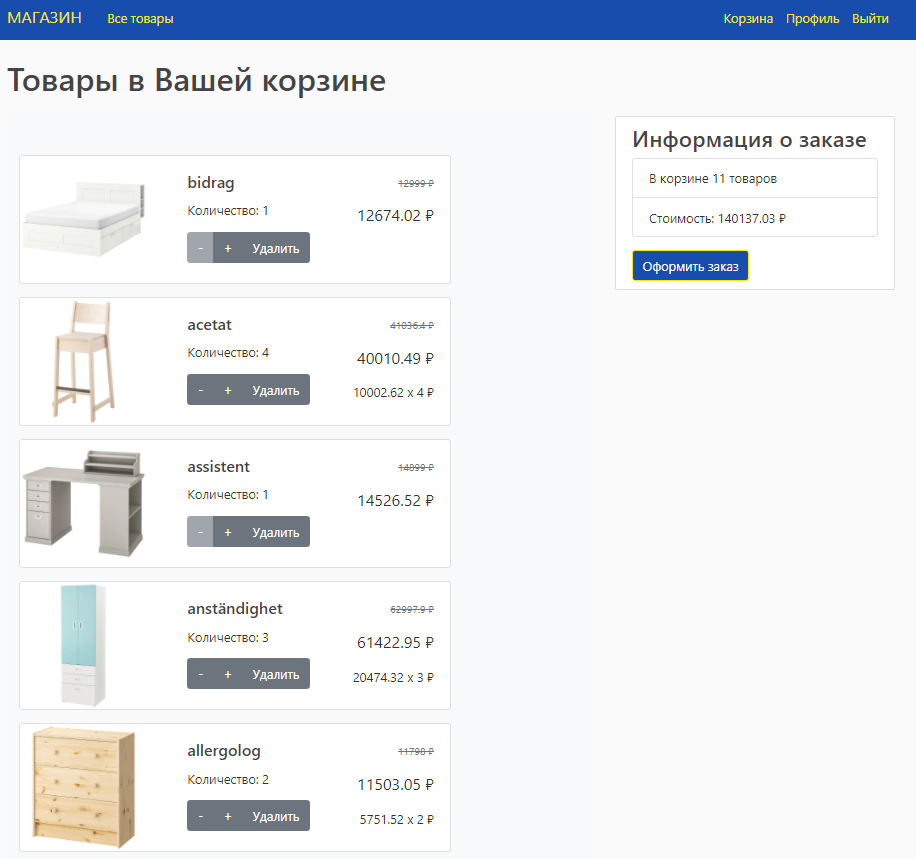 МАГАЗИН Все товары Корзина Профиль Выйти
Товары в Вашей корзине
bidrag 12999 ₽
Количество: 1 12674.02 ₽
- + Удалить
acetat 41036.4 ₽
Количество: 4 40010.49 ₽
- + Удалить 10002.62 x 4 ₽
assistent 14899 ₽
Количество: 1 14526.52 ₽
- + Удалить
anständighet 62997.9 ₽
Количество: 3 61422.95 ₽
- + Удалить 20474.32 x 3 ₽
allergolog 11798 ₽
Количество: 2 11503.05 ₽
- + Удалить 5751.52 x 2 ₽
Информация о заказе
В корзине 11 товаров
Стоимость: 140137.03 ₽
Оформить заказ